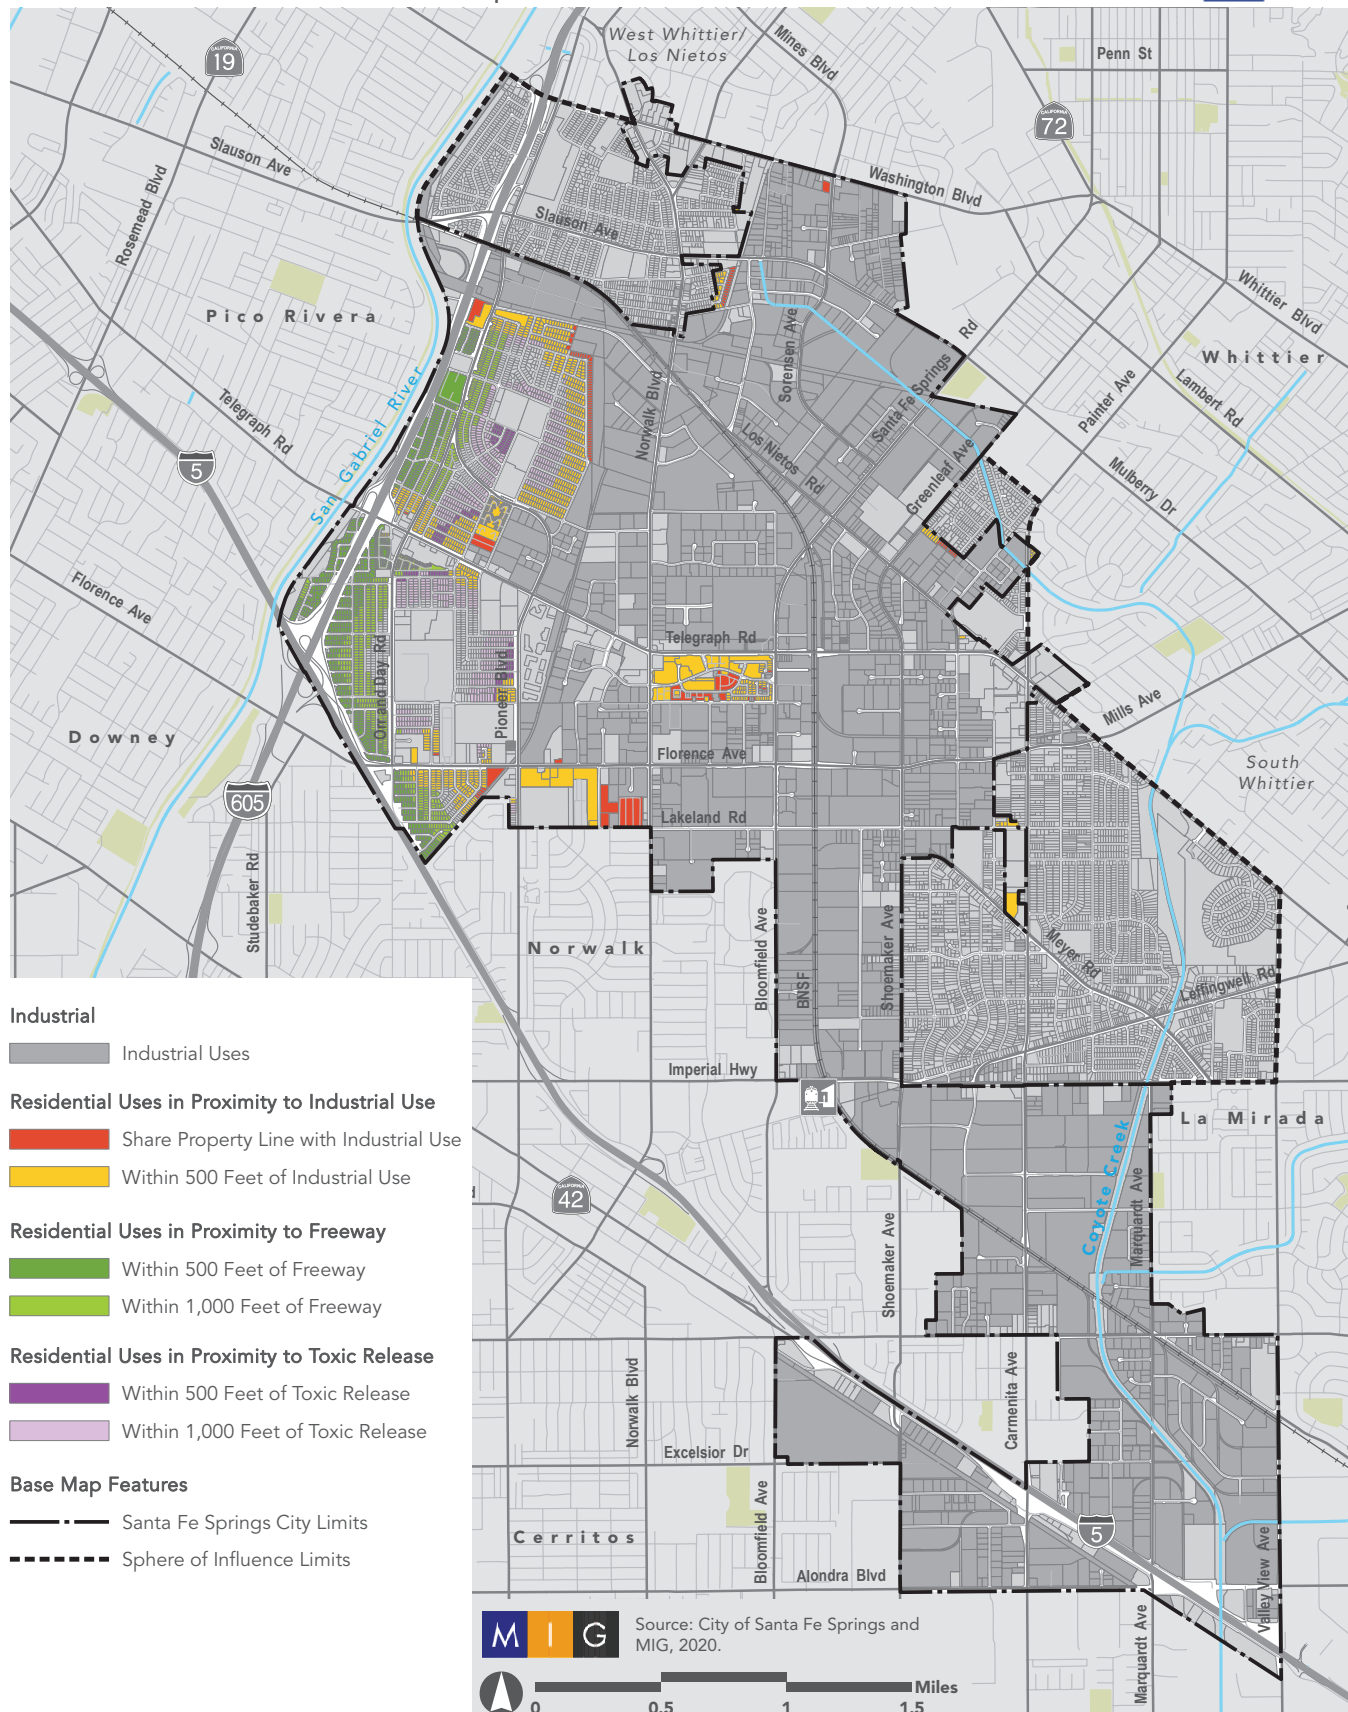 West Whittier/
Los Nietos
Mines Blvd
Penn St
CALIFORNIA
19
CALIFORNIA
72
Slauson Ave
Rosemead Blvd
Washington Blvd
Slauson Ave
Whittier Blvd
Pico Rivera
Whittier
Sorensen Ave
Santa Fe Springs Rd
Painter Ave
Lambert Rd
San Gabriel River
Telegraph Rd
Norwalk Blvd
Los Nietos Rd
Greenleaf Ave
Mulberry Dr
5
Florence Ave
Telegraph Rd
Orr and Day Rd
Pioneer Blvd
Mills Ave
Downey
Florence Ave
South
Whittier
605
Lakeland Rd
Studebaker Rd
Norwalk
Bloomfield Ave
BNSF
Shoemaker Ave
Meyer Rd
Leffingwell Rd
Imperial Hwy
La Mirada
Coyote Creek
Marquardt Ave
CALIFORNIA
42
Shoemaker Ave
Norwalk Blvd
Carmenita Ave
Excelsior Dr
Bloomfield Ave
Cerritos
5
Alondra Blvd
Valley View Ave
Marquardt Ave
Industrial
Industrial Uses
Residential Uses in Proximity to Industrial Use
Share Property Line with Industrial Use
Within 500 Feet of Industrial Use
Residential Uses in Proximity to Freeway
Within 500 Feet of Freeway
Within 1,000 Feet of Freeway
Residential Uses in Proximity to Toxic Release
Within 500 Feet of Toxic Release
Within 1,000 Feet of Toxic Release
Base Map Features
Santa Fe Springs City Limits
Sphere of Influence Limits
M I G
Source: City of Santa Fe Springs and
MIG, 2020.
0 0.5 1 1.5 Miles